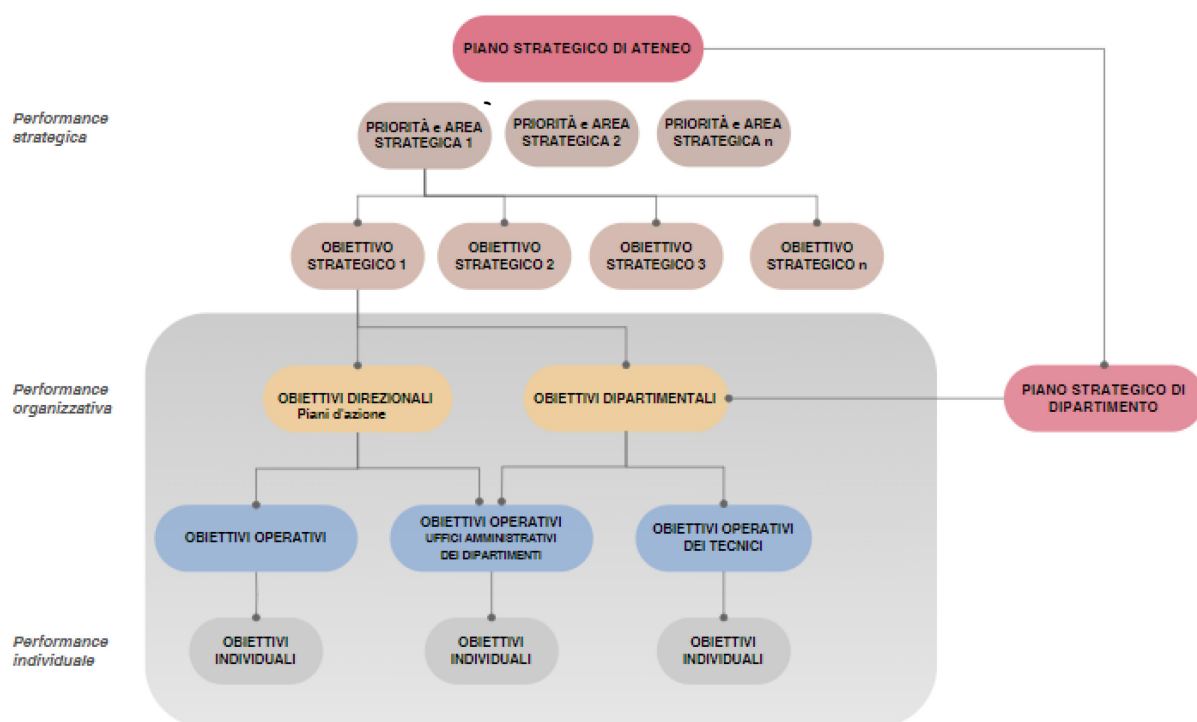 PIANO STRATEGICO DI ATENEO
Performance
strategica
PRIORITÀ e AREA
STRATEGICA 1
PRIORITÀ e AREA
STRATEGICA 2
PRIORITÀ e AREA
STRATEGICA n
OBIETTIVO
STRATEGICO 1
OBIETTIVO
STRATEGICO 2
OBIETTIVO
STRATEGICO 3
OBIETTIVO
STRATEGICO n
Performance
organizzativa
OBIETTIVI DIREZIONALI
Piani d'azione
OBIETTIVI DIPARTIMENTALI
PIANO STRATEGICO DI
DIPARTIMENTO
OBIETTIVI OPERATIVI
OBIETTIVI OPERATIVI
UFFICI AMMINISTRATIVI
DEI DIPARTIMENTI
OBIETTIVI OPERATIVI
DEI TECNICI
Performance
individuale
OBIETTIVI
INDIVIDUALI
OBIETTIVI
INDIVIDUALI
OBIETTIVI
INDIVIDUALI